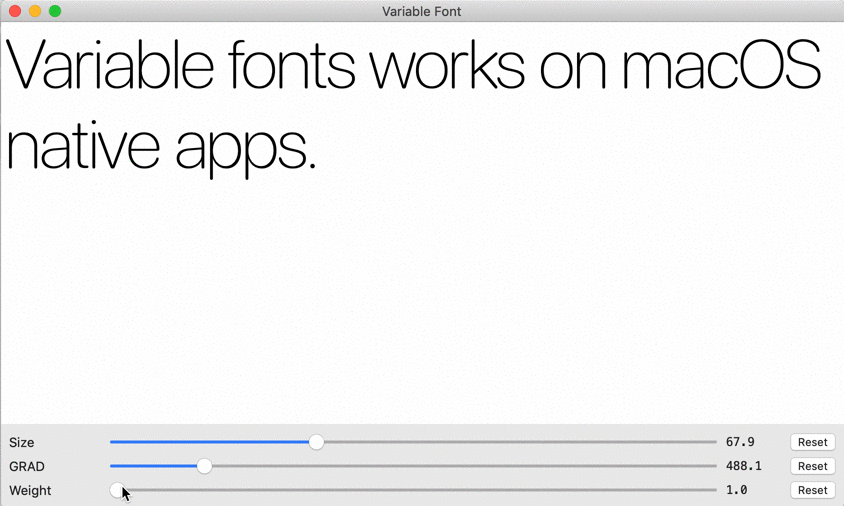 Variable Font
Variable fonts works on macOS
native apps.
Size 67.9 Reset
GRAD 488.1 Reset
Weight 1.0 Reset